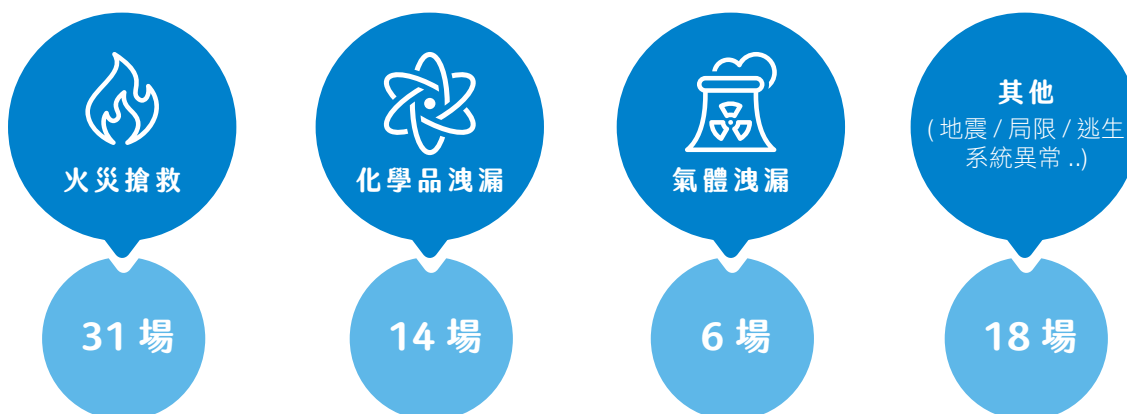 火災搶救
化學品洩漏
氣體洩漏
其他
( 地震 / 局限 / 逃生
系統異常 ..)
31 場
14 場
6 場
18 場